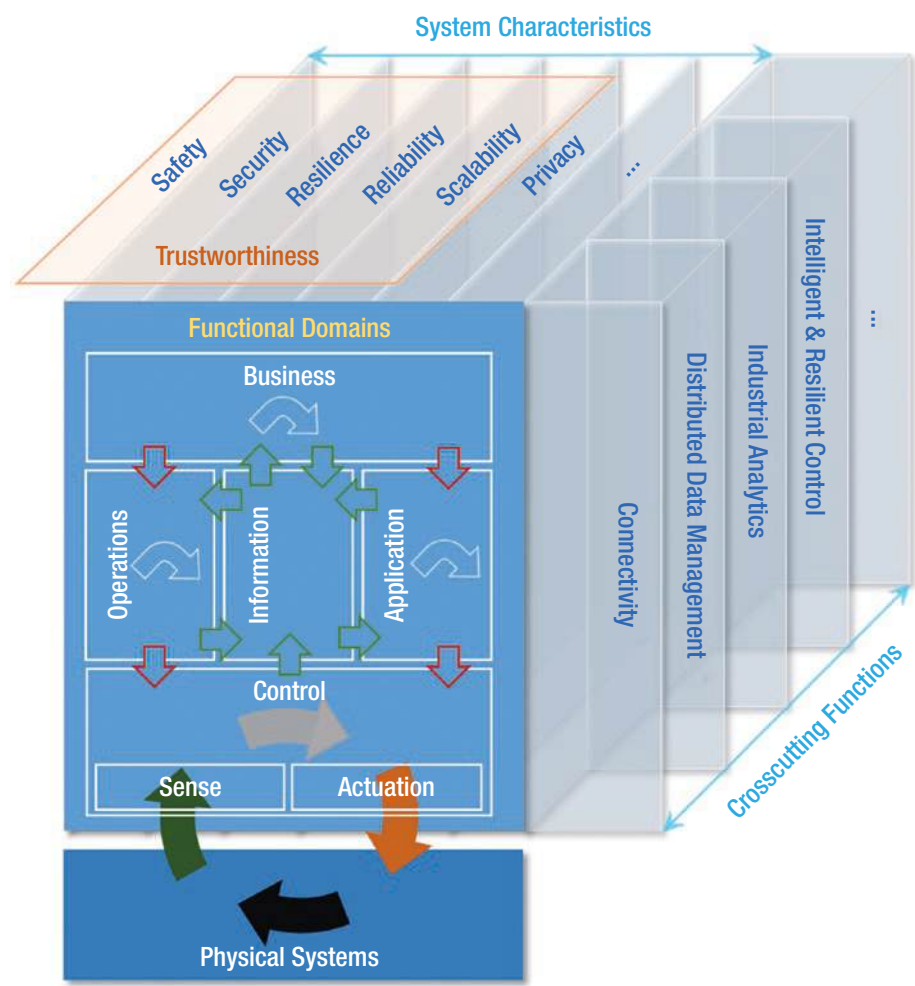 System Characteristics
Safety
Security
Resilience
Reliability
Scalability
Privacy
...
Trustworthiness
Functional Domains
Business
Operations
Information
Application
Control
Sense
Actuation
Physical Systems
Connectivity
Distributed Data Management
Industrial Analytics
Intelligent & Resilient Control
...
Crosscutting Functions